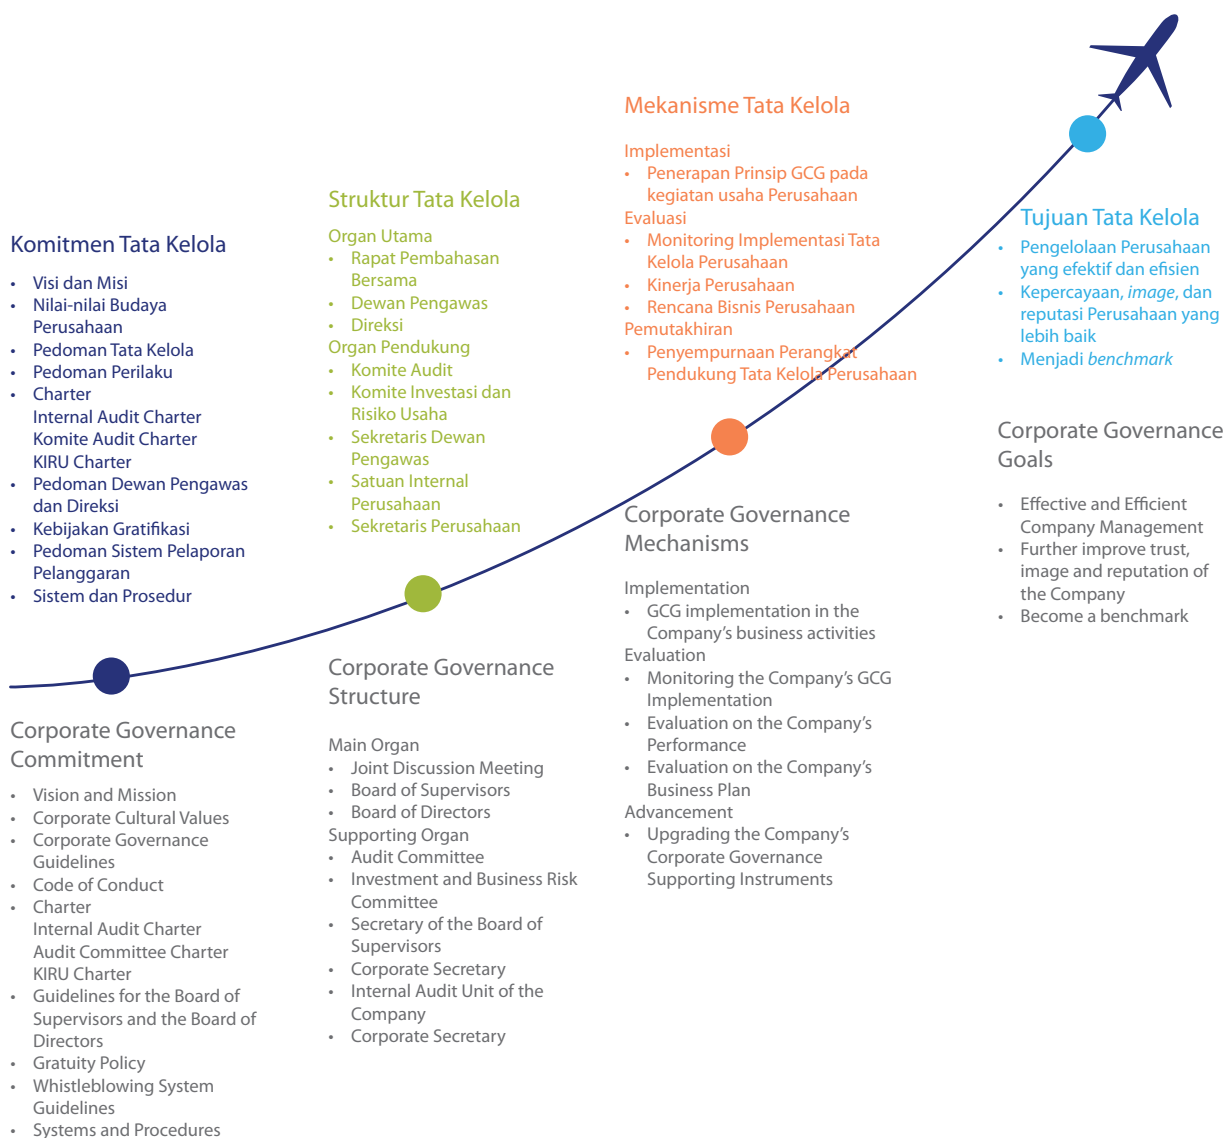 Komitmen Tata Kelola
• Visi dan Misi
• Nilai-nilai Budaya
Perusahaan
• Pedoman Tata Kelola
• Pedoman Perilaku
• Charter
Internal Audit Charter
Komite Audit Charter
KIRU Charter
• Pedoman Dewan Pengawas
dan Direksi
• Kebijakan Gratifikasi
• Pedoman Sistem Pelaporan
Pelanggaran
• Sistem dan Prosedur
Corporate Governance
Commitment
• Vision and Mission
• Corporate Cultural Values
• Corporate Governance
Guidelines
• Code of Conduct
• Charter
Internal Audit Charter
Audit Committee Charter
KIRU Charter
• Guidelines for the Board of
Supervisors and the Board of
Directors
• Gratuity Policy
• Whistleblowing System
Guidelines
• Systems and Procedures
Struktur Tata Kelola
Organ Utama
• Rapat Pembahasan
Bersama
• Dewan Pengawas
• Direksi
Organ Pendukung
• Komite Audit
• Komite Investasi dan
Risiko Usaha
• Sekretaris Dewan
Pengawas
• Satuan Internal
Perusahaan
• Sekretaris Perusahaan
Corporate Governance
Structure
Main Organ
• Joint Discussion Meeting
• Board of Supervisors
• Board of Directors
Supporting Organ
• Audit Committee
• Investment and Business Risk
Committee
• Secretary of the Board of
Supervisors
• Corporate Secretary
• Internal Audit Unit of the
Company
• Corporate Secretary
Mekanisme Tata Kelola
Implementasi
• Penerapan Prinsip GCG pada
kegiatan usaha Perusahaan
Evaluasi
• Monitoring Implementasi Tata
Kelola Perusahaan
• Kinerja Perusahaan
• Rencana Bisnis Perusahaan
Pemutakhiran
• Penyempurnaan Perangkat
Pendukung Tata Kelola Perusahaan
Corporate Governance
Mechanisms
Implementation
• GCG implementation in the
Company’s business activities
Evaluation
• Monitoring the Company’s GCG
Implementation
• Evaluation on the Company’s
Performance
• Evaluation on the Company’s
Business Plan
Advancement
• Upgrading the Company’s
Corporate Governance
Supporting Instruments
Tujuan Tata Kelola
• Pengelolaan Perusahaan
yang efektif dan efisien
• Kepercayaan, image, dan
reputasi Perusahaan yang
lebih baik
• Menjadi benchmark
Corporate Governance
Goals
• Effective and Efficient
Company Management
• Further improve trust,
image and reputation of
the Company
• Become a benchmark